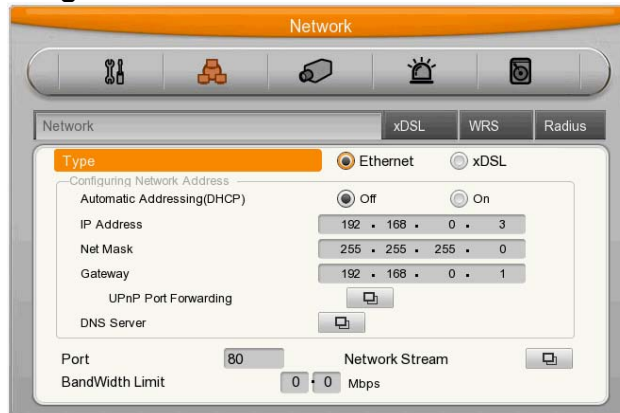 Network
Network xDSL WRS Radius
Type Ethernet xDSL
Configuring Network Address
Automatic Addressing(DHCP) Off On
IP Address 192 . 168 . 0 . 3
Net Mask 255 . 255 . 255 . 0
Gateway 192 . 168 . 0 . 1
UPnP Port Forwarding
DNS Server
Port 80 Network Stream
BandWidth Limit 0 . 0 Mbps